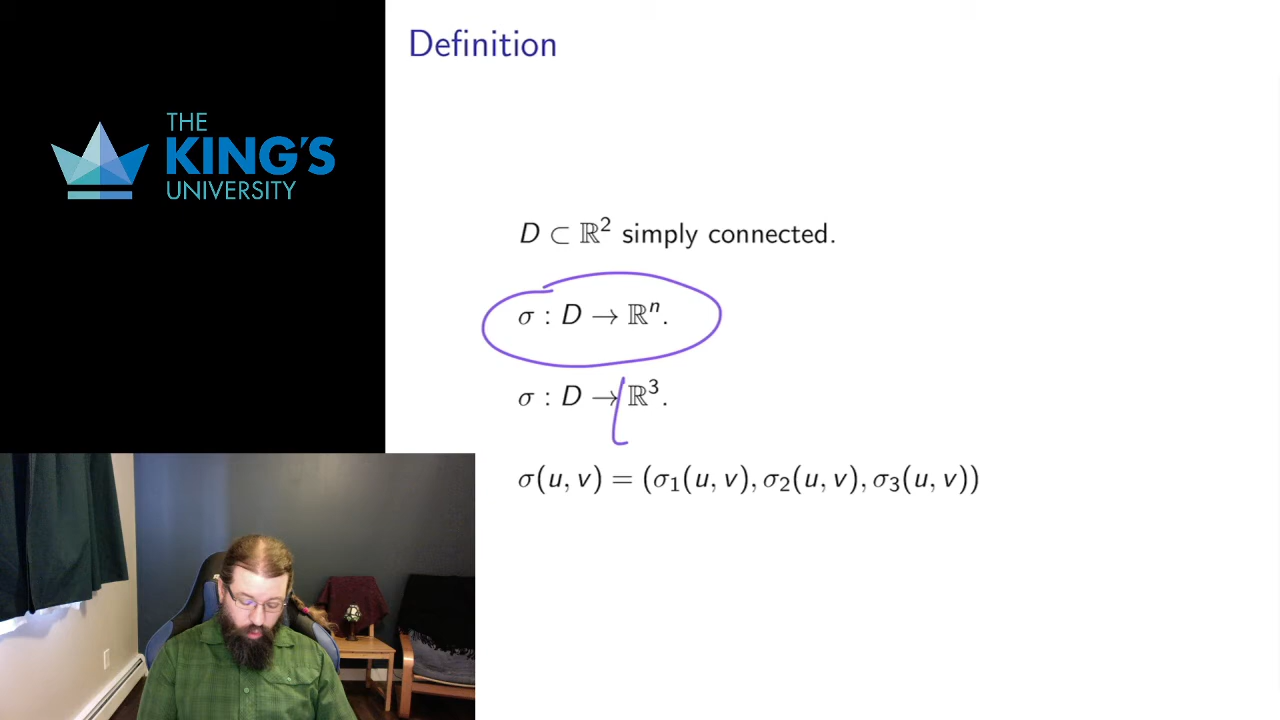 THE
KING'S
UNIVERSITY
Definition
D ⊂ ℝ² simply connected.
σ : D → ℝⁿ.
σ : D → ℝ³.
σ(u, v) = (σ₁(u, v), σ₂(u, v), σ₃(u, v))